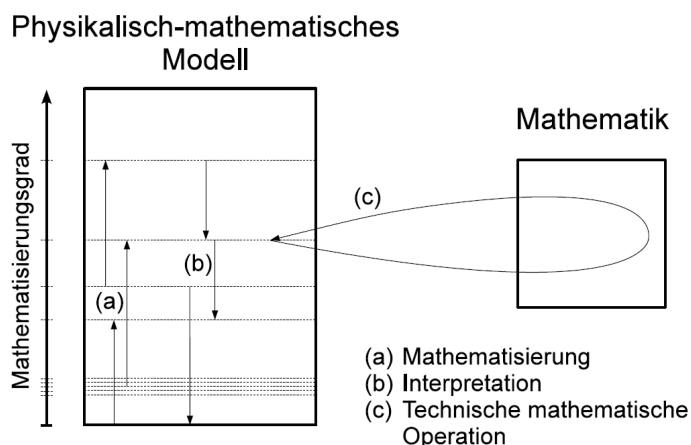 Physikalisch-mathematisches
Modell
Mathematik
Mathematisierungsgrad
(c)
(b)
(a)
(a) Mathematisierung
(b) Interpretation
(c) Technische mathematische
Operation